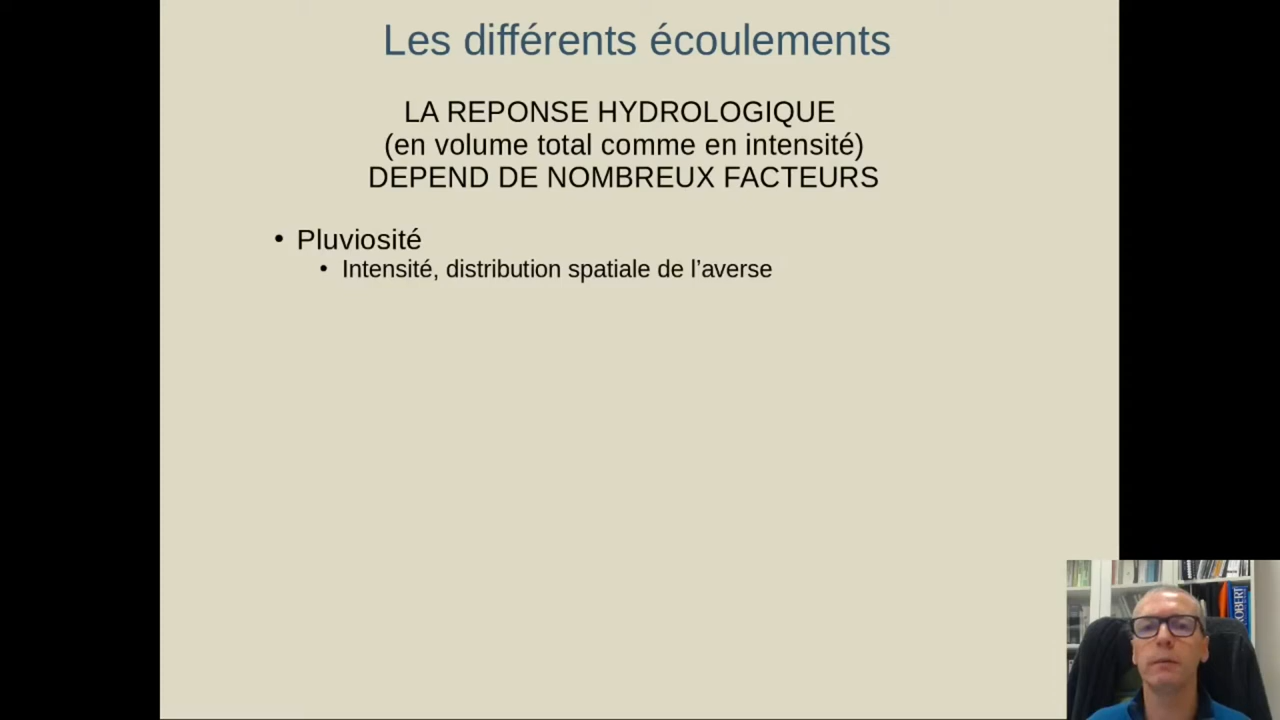 Les différents écoulements
LA REPONSE HYDROLOGIQUE
(en volume total comme en intensité)
DEPEND DE NOMBREUX FACTEURS
• Pluviosité
• Intensité, distribution spatiale de l’averse
ROBERT